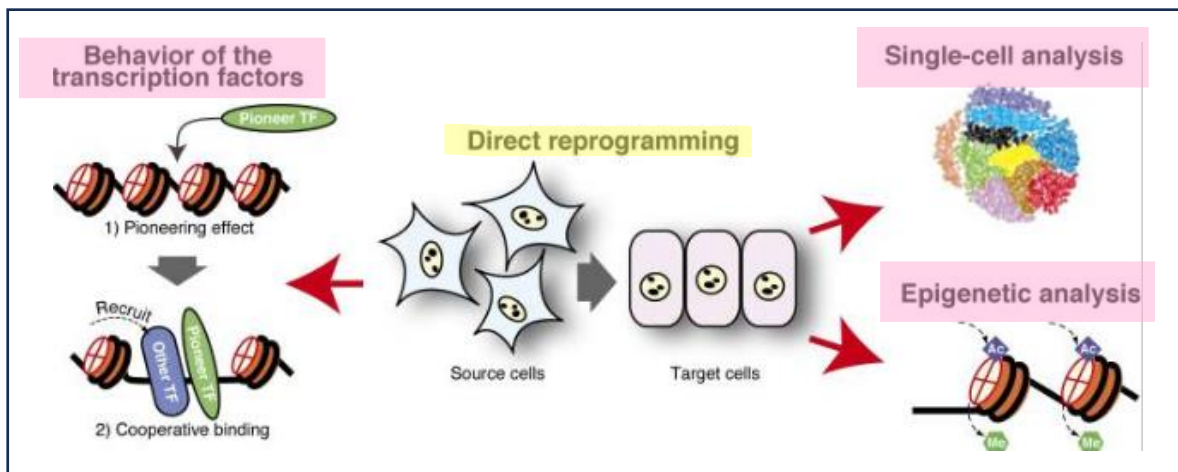 Behavior of the
transcription factors
Pioneer TF
1) Pioneering effect
Recruit
Other TF
Pioneer TF
2) Cooperative binding
Direct reprogramming
Source cells
Target cells
Single-cell analysis
Epigenetic analysis
Ac
Ac
Me
Me